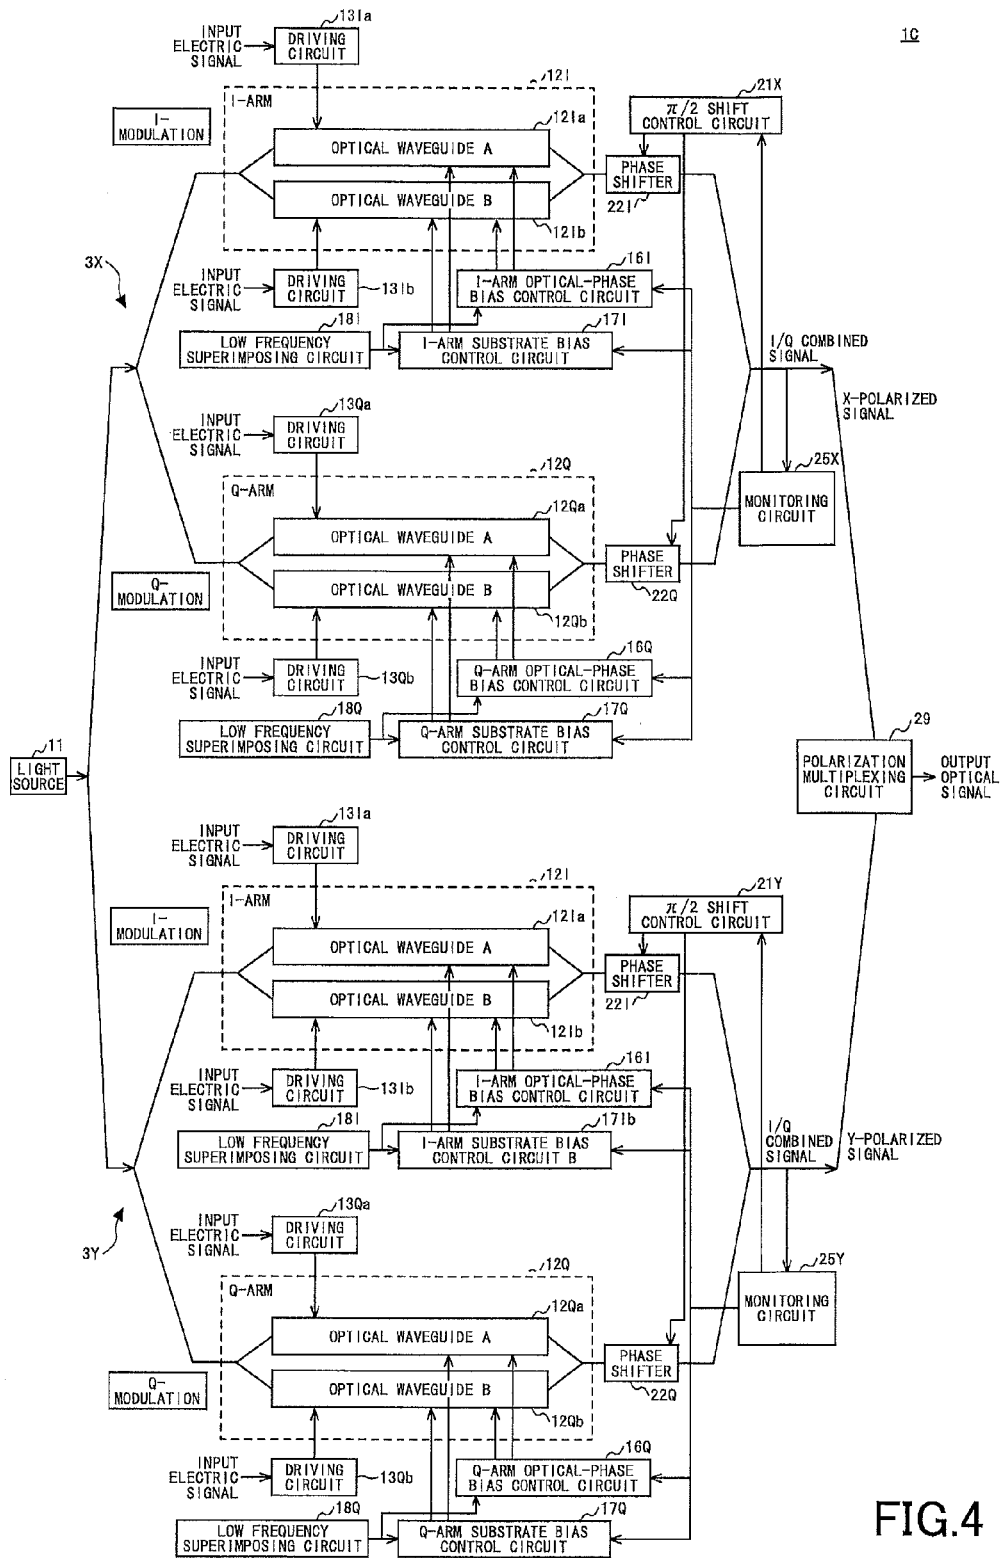 1C
131a
INPUT
ELECTRIC
SIGNAL
DRIVING
CIRCUIT
12I
I-ARM
21X
π/2 SHIFT
CONTROL CIRCUIT
I-
MODULATION
12Ia
OPTICAL WAVEGUIDE A
PHASE
SHIFTER
22I
OPTICAL WAVEGUIDE B
12Ib
3X
INPUT
ELECTRIC
SIGNAL
DRIVING
CIRCUIT
13Ib
16I
I-ARM OPTICAL-PHASE
BIAS CONTROL CIRCUIT
18I
LOW FREQUENCY
SUPERIMPOSING CIRCUIT
17I
I-ARM SUBSTRATE BIAS
CONTROL CIRCUIT
I/Q COMBINED
SIGNAL
X-POLARIZED
SIGNAL
13Qa
INPUT
ELECTRIC
SIGNAL
DRIVING
CIRCUIT
12Q
Q-ARM
25X
MONITORING
CIRCUIT
12Qa
OPTICAL WAVEGUIDE A
PHASE
SHIFTER
22Q
Q-
MODULATION
OPTICAL WAVEGUIDE B
12Qb
INPUT
ELECTRIC
SIGNAL
DRIVING
CIRCUIT
13Qb
16Q
Q-ARM OPTICAL-PHASE
BIAS CONTROL CIRCUIT
18Q
LOW FREQUENCY
SUPERIMPOSING CIRCUIT
17Q
Q-ARM SUBSTRATE BIAS
CONTROL CIRCUIT
11
LIGHT
SOURCE
29
POLARIZATION
MULTIPLEXING
CIRCUIT
OUTPUT
OPTICAL
SIGNAL
13Ia
INPUT
ELECTRIC
SIGNAL
DRIVING
CIRCUIT
12I
I-ARM
21Y
π/2 SHIFT
CONTROL CIRCUIT
I-
MODULATION
12Ia
OPTICAL WAVEGUIDE A
PHASE
SHIFTER
22I
OPTICAL WAVEGUIDE B
12Ib
INPUT
ELECTRIC
SIGNAL
DRIVING
CIRCUIT
13Ib
16I
I-ARM OPTICAL-PHASE
BIAS CONTROL CIRCUIT
18I
LOW FREQUENCY
SUPERIMPOSING CIRCUIT
17Ib
I-ARM SUBSTRATE BIAS
CONTROL CIRCUIT B
I/Q
COMBINED
SIGNAL
Y-POLARIZED
SIGNAL
3Y
13Qa
INPUT
ELECTRIC
SIGNAL
DRIVING
CIRCUIT
12Q
Q-ARM
25Y
MONITORING
CIRCUIT
12Qa
OPTICAL WAVEGUIDE A
PHASE
SHIFTER
22Q
Q-
MODULATION
OPTICAL WAVEGUIDE B
12Qb
INPUT
ELECTRIC
SIGNAL
DRIVING
CIRCUIT
13Qb
16Q
Q-ARM OPTICAL-PHASE
BIAS CONTROL CIRCUIT
18Q
LOW FREQUENCY
SUPERIMPOSING CIRCUIT
17Q
Q-ARM SUBSTRATE BIAS
CONTROL CIRCUIT
FIG.4